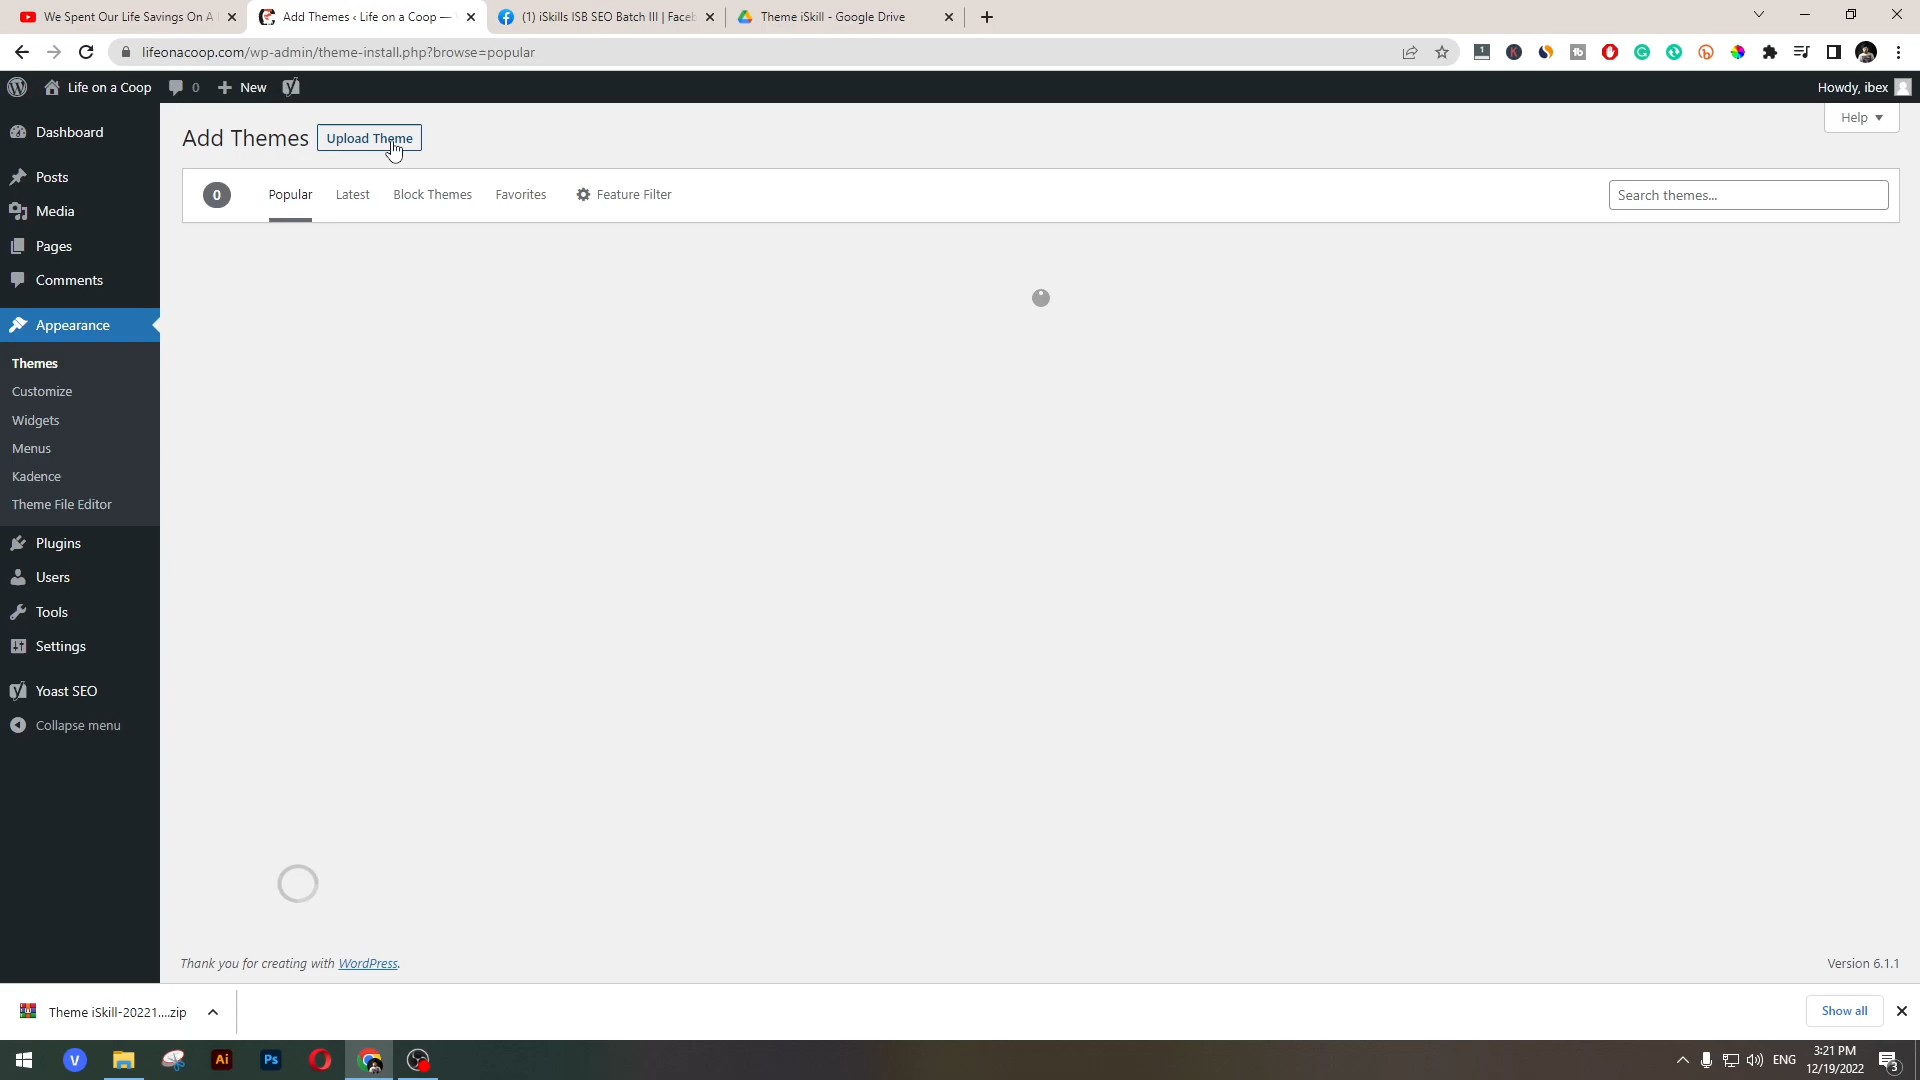 We Spent Our Life Savings On A
Add Themes ‹ Life on a Coop —
(1) iSkills ISB SEO Batch III | Faceb
Theme iSkill - Google Drive
lifeonacoop.com/wp-admin/theme-install.php?browse=popular
Life on a Coop
0
New
Howdy, ibex
Dashboard
Posts
Media
Pages
Comments
Appearance
Themes
Customize
Widgets
Menus
Kadence
Theme File Editor
Plugins
Users
Tools
Settings
Yoast SEO
Collapse menu
Add Themes
Upload Theme
Help
0
Popular
Latest
Block Themes
Favorites
Feature Filter
Search themes...
Thank you for creating with WordPress.
Version 6.1.1
Theme iSkill-20221....zip
Show all
V
Ai
Ps
ENG
3:21 PM
12/19/2022
3